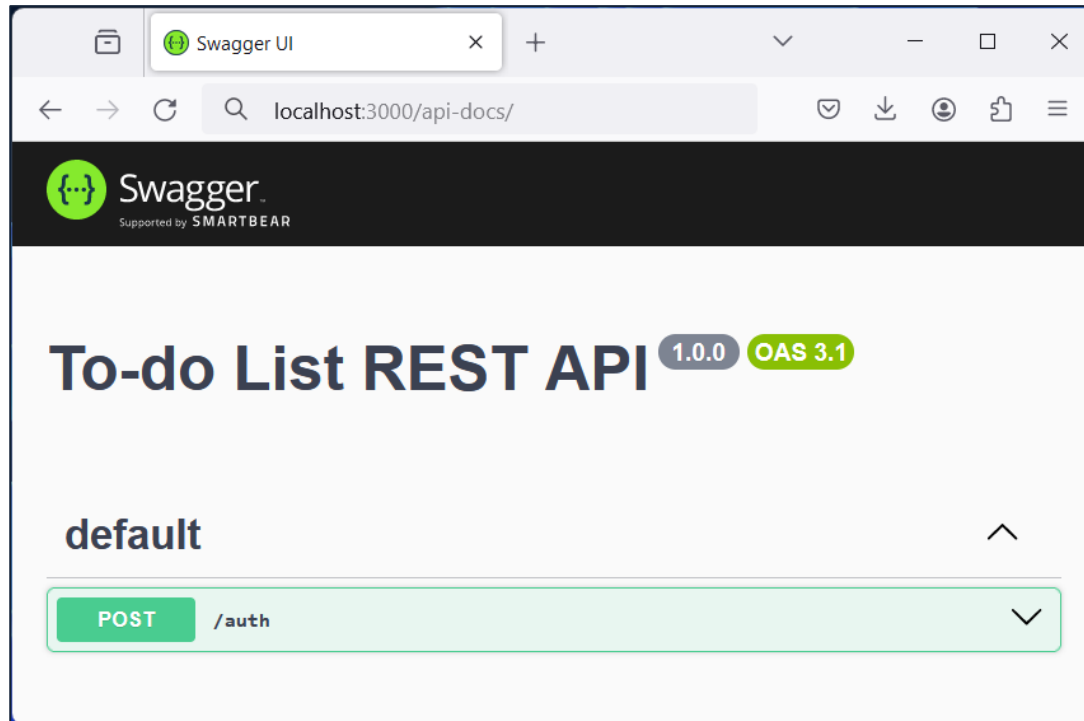 Swagger UI
localhost:3000/api-docs/
{···} Swagger™
Supported by SMARTBEAR
To-do List REST API 1.0.0 OAS 3.1
default
POST /auth